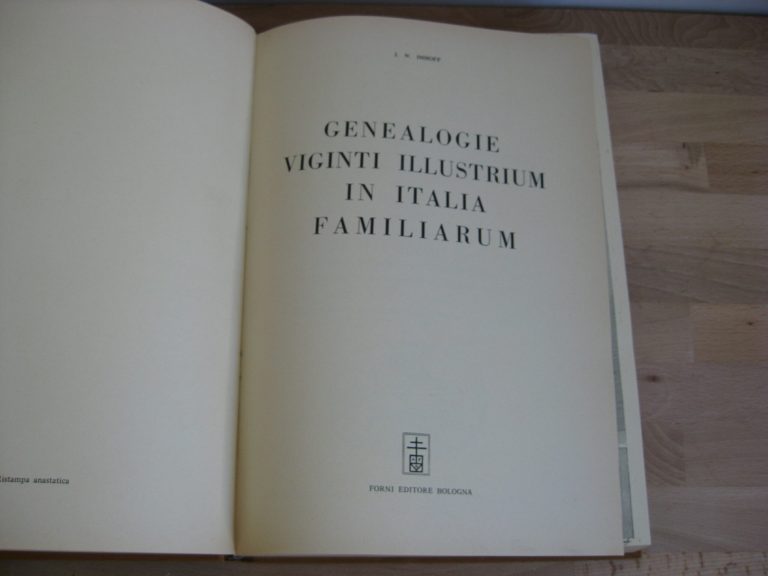 Ristampa anastatica
J. W. IMHOFF
GENEALOGIE
VIGINTI ILLUSTRIUM
IN ITALIA
FAMILIARUM
FORNI EDITORE BOLOGNA